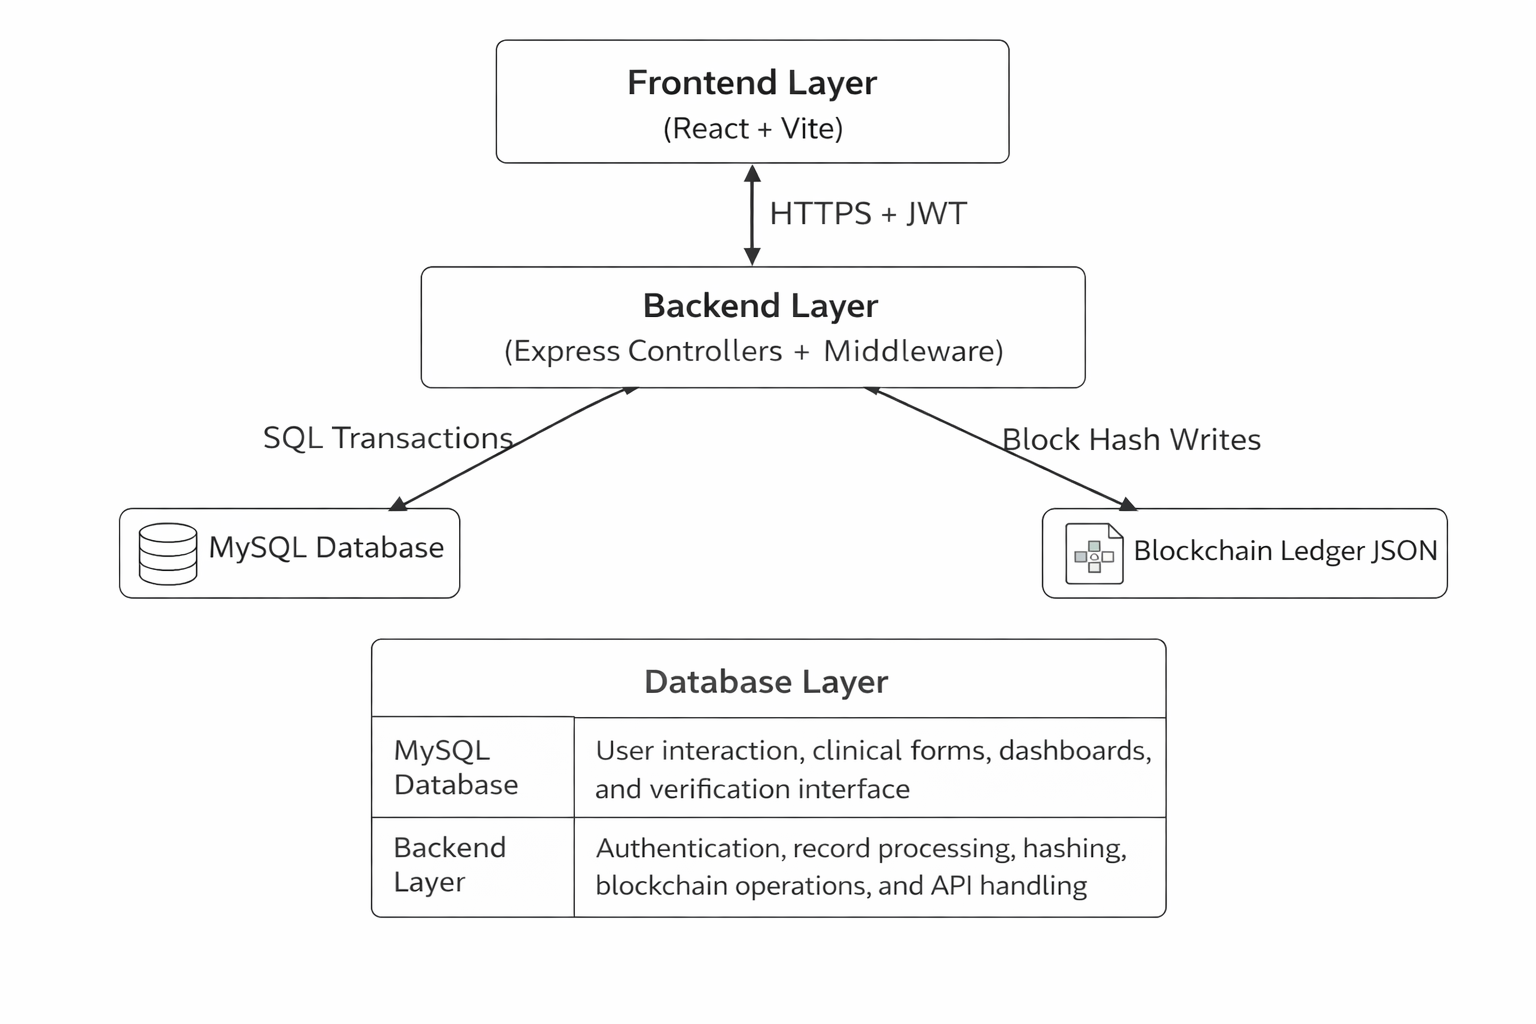 Frontend Layer
(React + Vite)
HTTPS + JWT
Backend Layer
(Express Controllers + Middleware)
SQL Transactions
Block Hash Writes
MySQL Database
Blockchain Ledger JSON
Database Layer
MySQL
Database
User interaction, clinical forms, dashboards,
and verification interface
Backend
Layer
Authentication, record processing, hashing,
blockchain operations, and API handling